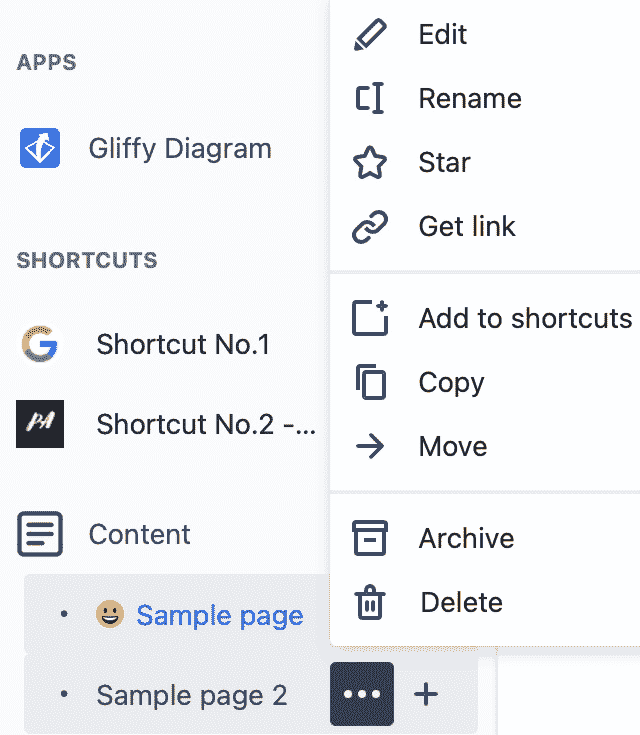 APPS
Gliffy Diagram
SHORTCUTS
Shortcut No.1
Shortcut No.2 -...
Content
• Sample page
• Sample page 2
Edit
Rename
Star
Get link
Add to shortcuts
Copy
Move
Archive
Delete